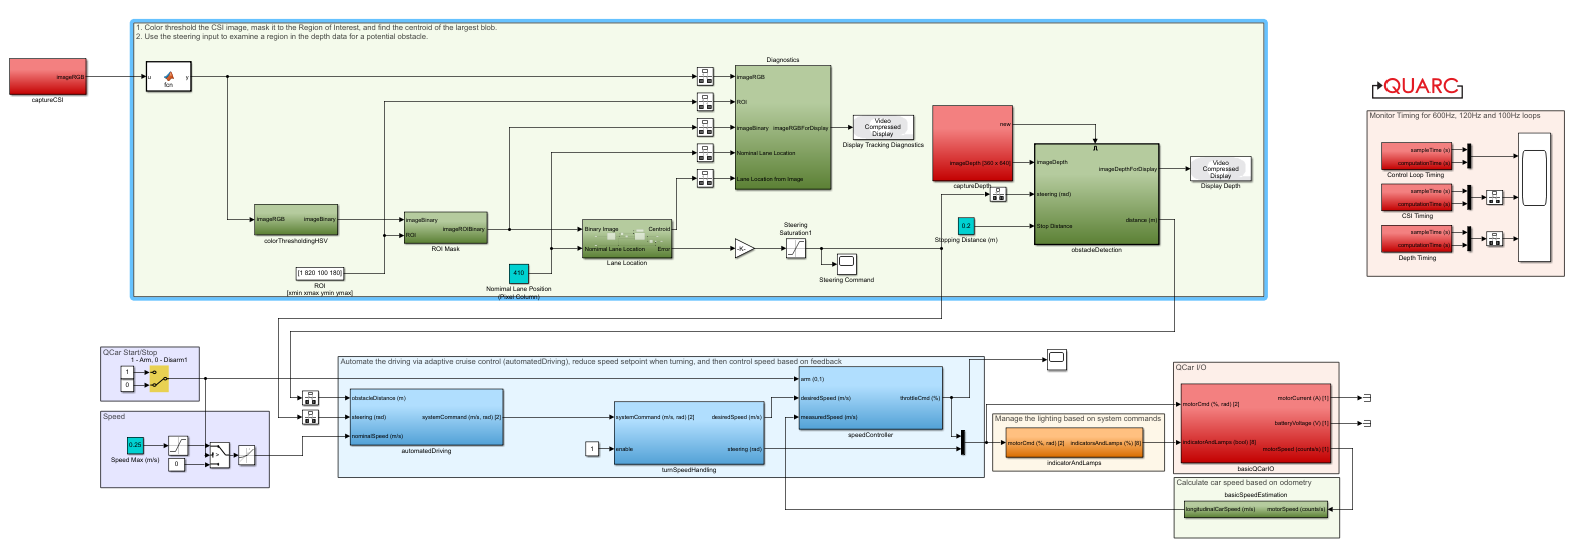 1. Color threshold the CSI image, mask it to the Region of Interest, and find the centroid of the largest blob.
2. Use the steering input to examine a region in the depth data for a potential obstacle.
imageRGB
captureCSI
u
y
fcn
Diagnostics
imageRGB
ROI
imageBinary
imageRGBForDisplay
Nominal Lane Location
Lane Location from Image
Video
Compressed
Display
Display Tracking Diagnostics
new
imageDepth [360 x 640]
captureDepth
imageDepth
imageDepthForDisplay
steering (rad)
distance (m)
Stop Distance
obstacleDetection
Video
Compressed
Display
Display Depth
0.2
Stopping Distance (m)
imageRGB
imageBinary
colorThresholdingHSV
imageBinary
imageROIBinary
ROI
ROI Mask
[1 820 100 180]
ROI
[xmin xmax ymin ymax]
Binary Image
Centroid
Nominal Lane Location
Error
Lane Location
410
Nomimal Lane Position
(Pixel Column)
-K-
Steering
Saturation1
Steering Command
QUARC
Monitor Timing for 600Hz, 120Hz and 100Hz loops
sampleTime (s)
computationTime (s)
Control Loop Timing
sampleTime (s)
computationTime (s)
CSI Timing
sampleTime (s)
computationTime (s)
Depth Timing
QCar Start/Stop
1 - Arm, 0 - Disarm1
1
0
Speed
0.25
Speed Max (m/s)
0
>
Automate the driving via adaptive cruise control (automatedDriving), reduce speed setpoint when turning, and then control speed based on feedback
obstacleDistance (m)
steering (rad)
systemCommand (m/s, rad) [2]
nominalSpeed (m/s)
automatedDriving
systemCommand (m/s, rad) [2]
desiredSpeed (m/s)
enable
steering (rad)
turnSpeedHandling
1
arm (0,1)
desiredSpeed (m/s)
throttleCmd (%)
measuredSpeed (m/s)
speedController
Manage the lighting based on system commands
motorCmd (%, rad) [2]
indicatorsAndLamps (%) [8]
indicatorAndLamps
QCar I/O
motorCurrent (A) [1]
motorCmd (%, rad) [2]
batteryVoltage (V) [1]
indicatorAndLamps (bool) [8]
motorSpeed (counts/s) [1]
basicQCarIO
Calculate car speed based on odometry
basicSpeedEstimation
longitudinalCarSpeed (m/s)
motorSpeed (counts/s)